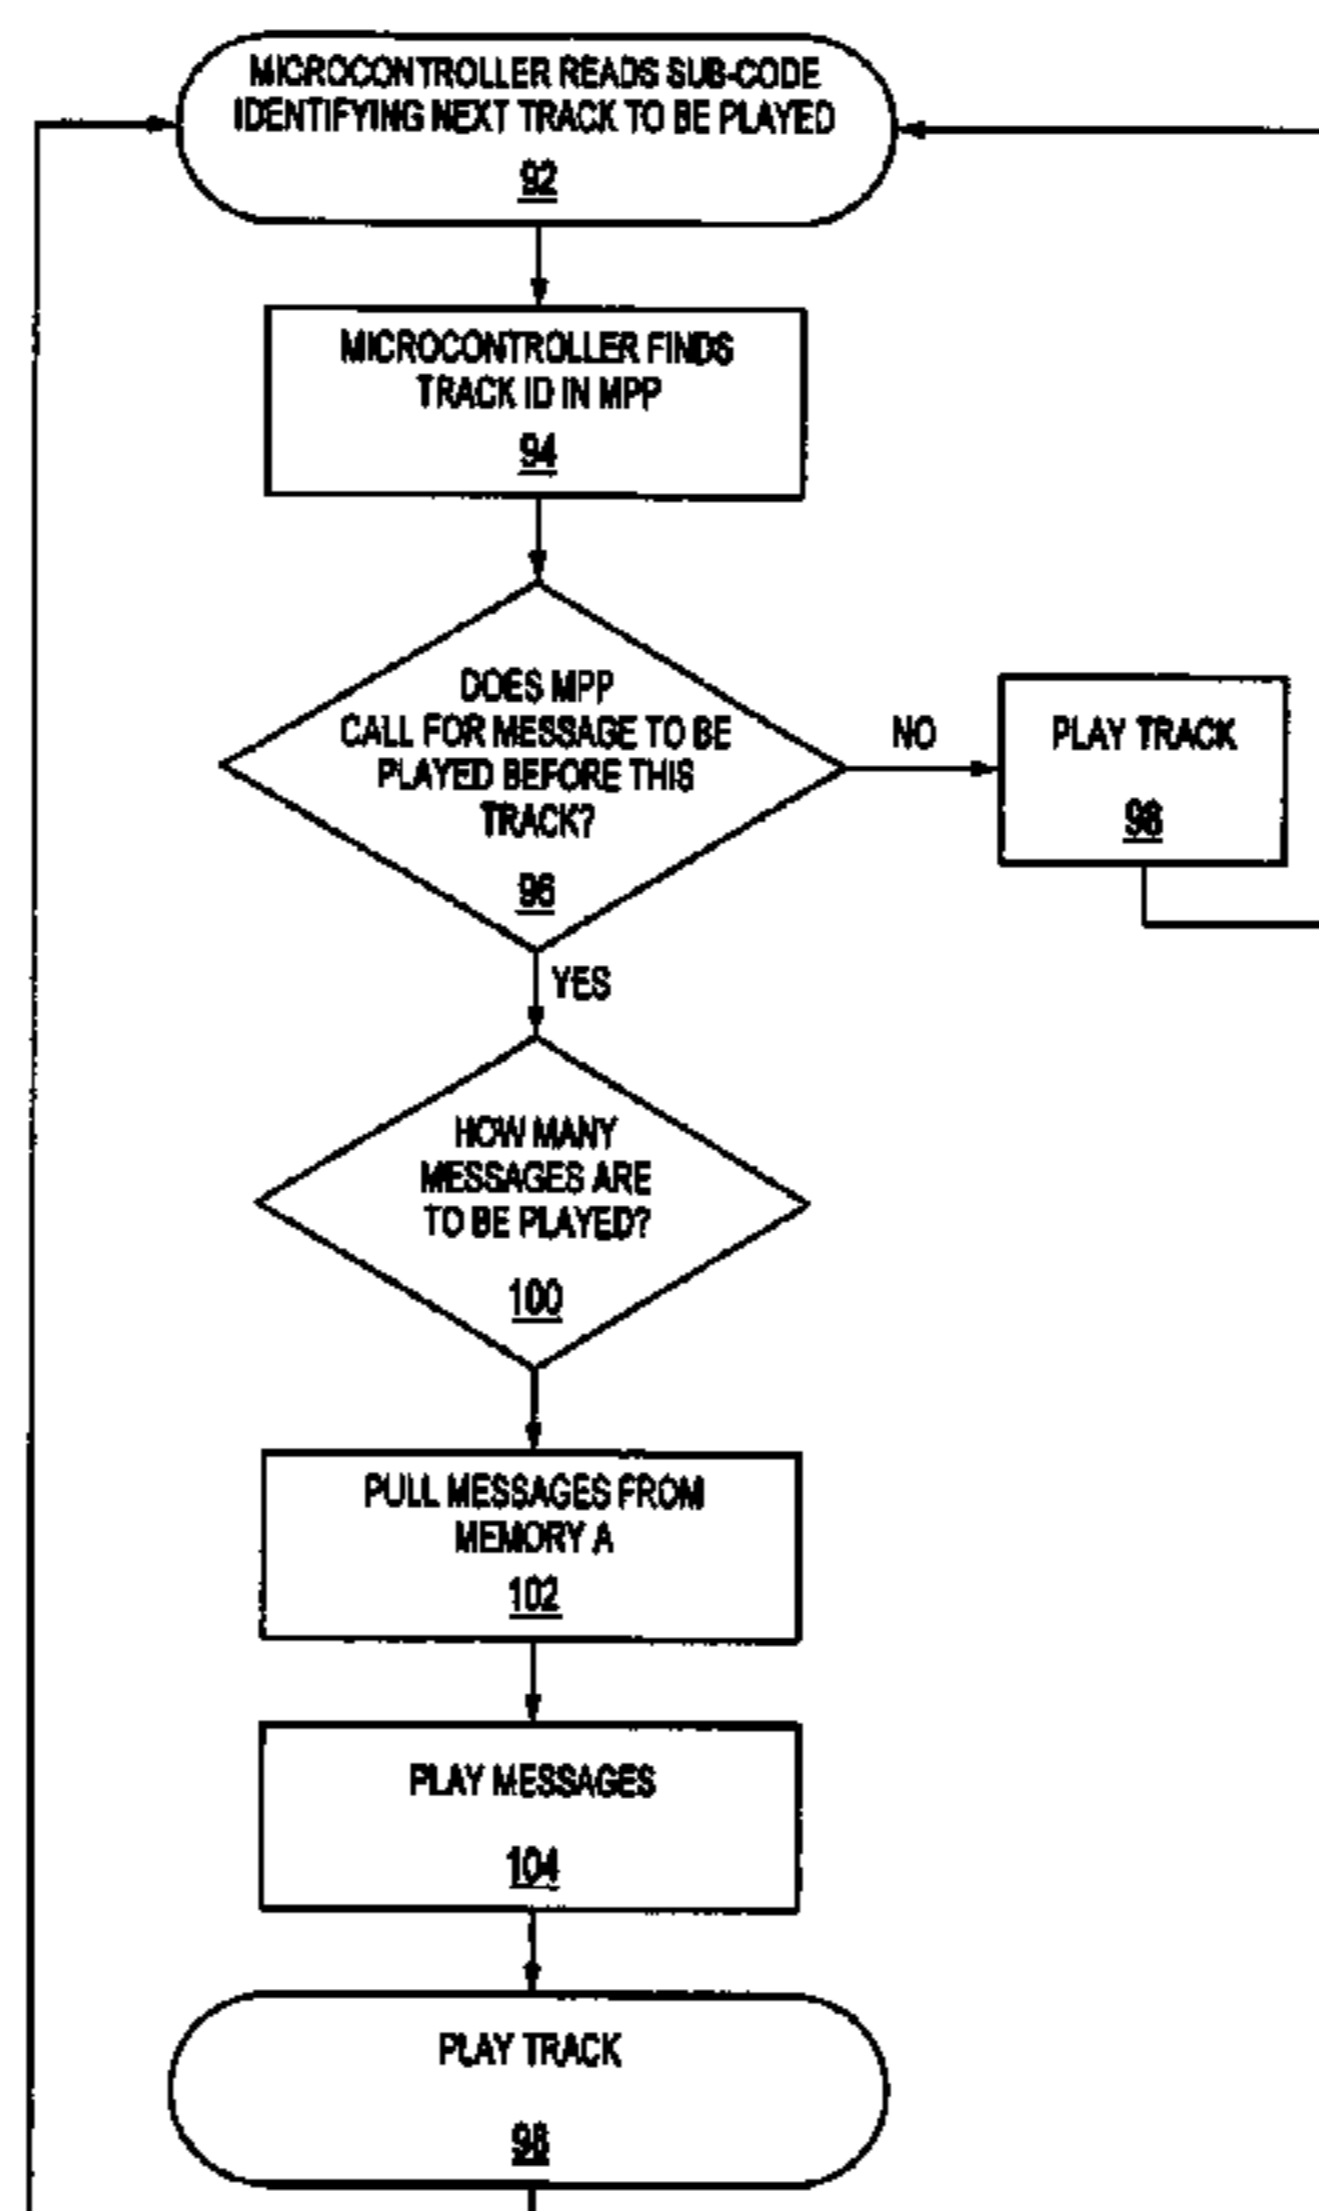 MICROCONTROLLER READS SUB-CODE
IDENTIFYING NEXT TRACK TO BE PLAYED
92
MICROCONTROLLER FINDS
TRACK ID IN MPP
94
DOES MPP
CALL FOR MESSAGE TO BE
PLAYED BEFORE THIS
TRACK?
96
NO
PLAY TRACK
98
YES
HOW MANY
MESSAGES ARE
TO BE PLAYED?
100
PULL MESSAGES FROM
MEMORY A
102
PLAY MESSAGES
104
PLAY TRACK
98